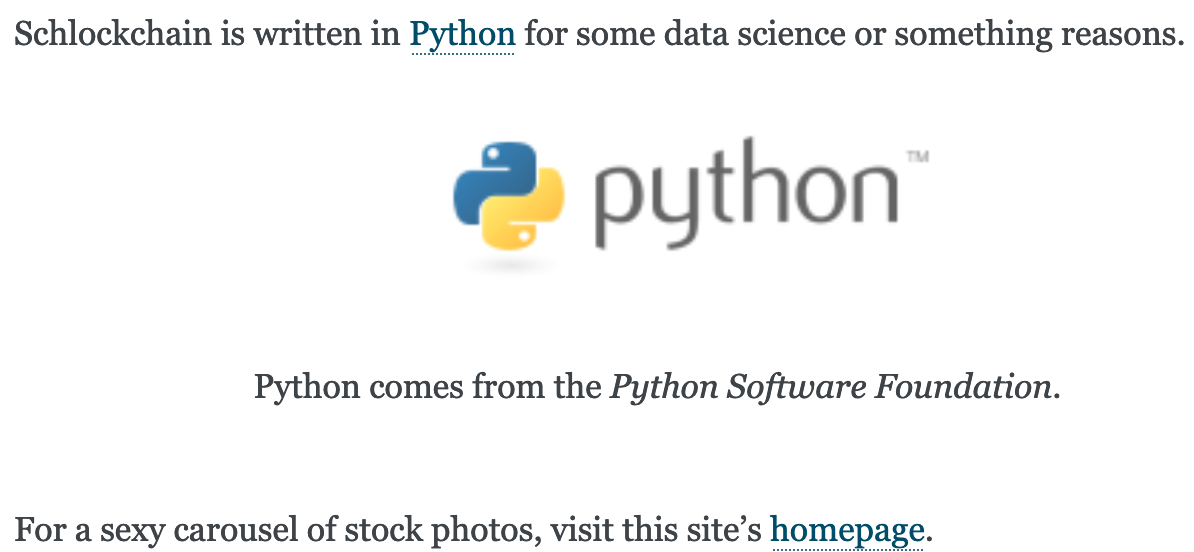 Schlockchain is written in Python for some data science or something reasons.
python™
Python comes from the Python Software Foundation.
For a sexy carousel of stock photos, visit this site’s homepage.